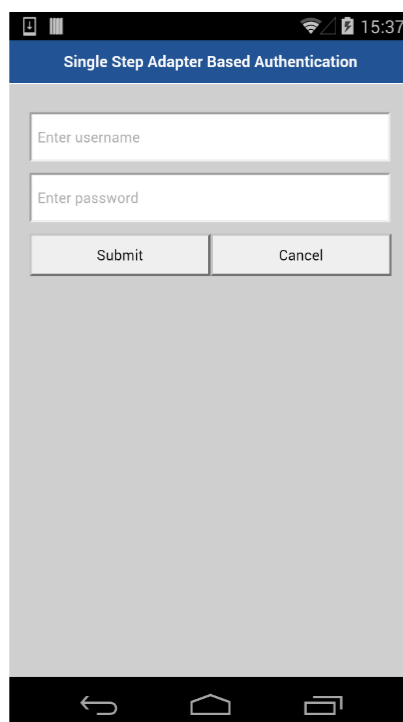 15:37
Single Step Adapter Based Authentication
Enter username
Enter password
Submit Cancel